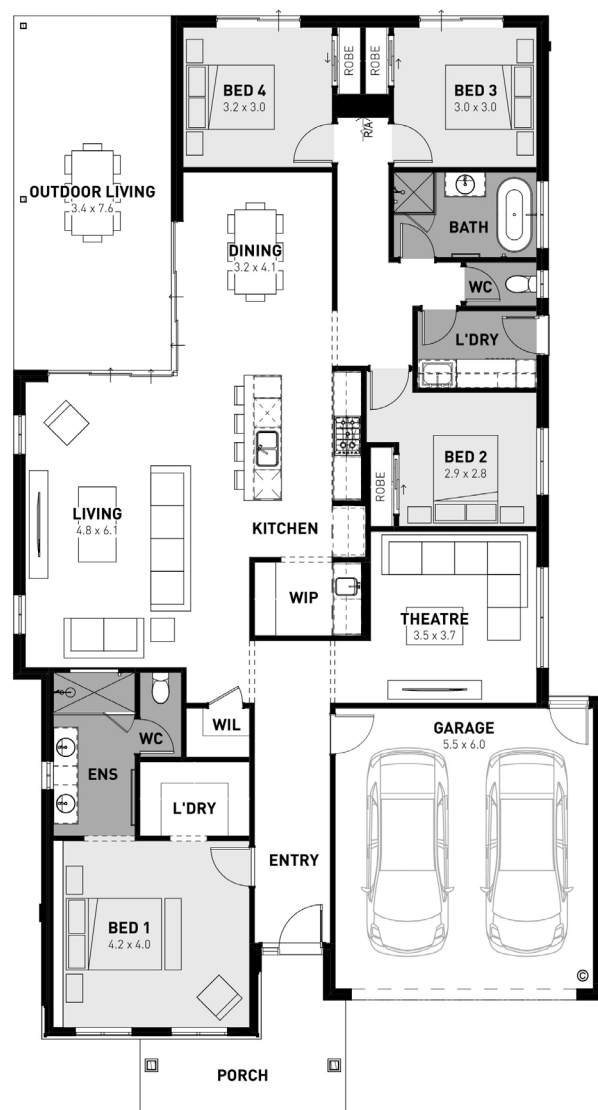 BED 4
3.2 x 3.0
ROBE
ROBE
BED 3
3.0 x 3.0
R/A
OUTDOOR LIVING
3.4 x 7.6
DINING
3.2 x 4.1
BATH
WC
L'DRY
BED 2
2.9 x 2.8
ROBE
LIVING
4.8 x 6.1
KITCHEN
WIP
THEATRE
3.5 x 3.7
WC
WIL
GARAGE
5.5 x 6.0
ENS
L'DRY
ENTRY
BED 1
4.2 x 4.0
©
PORCH